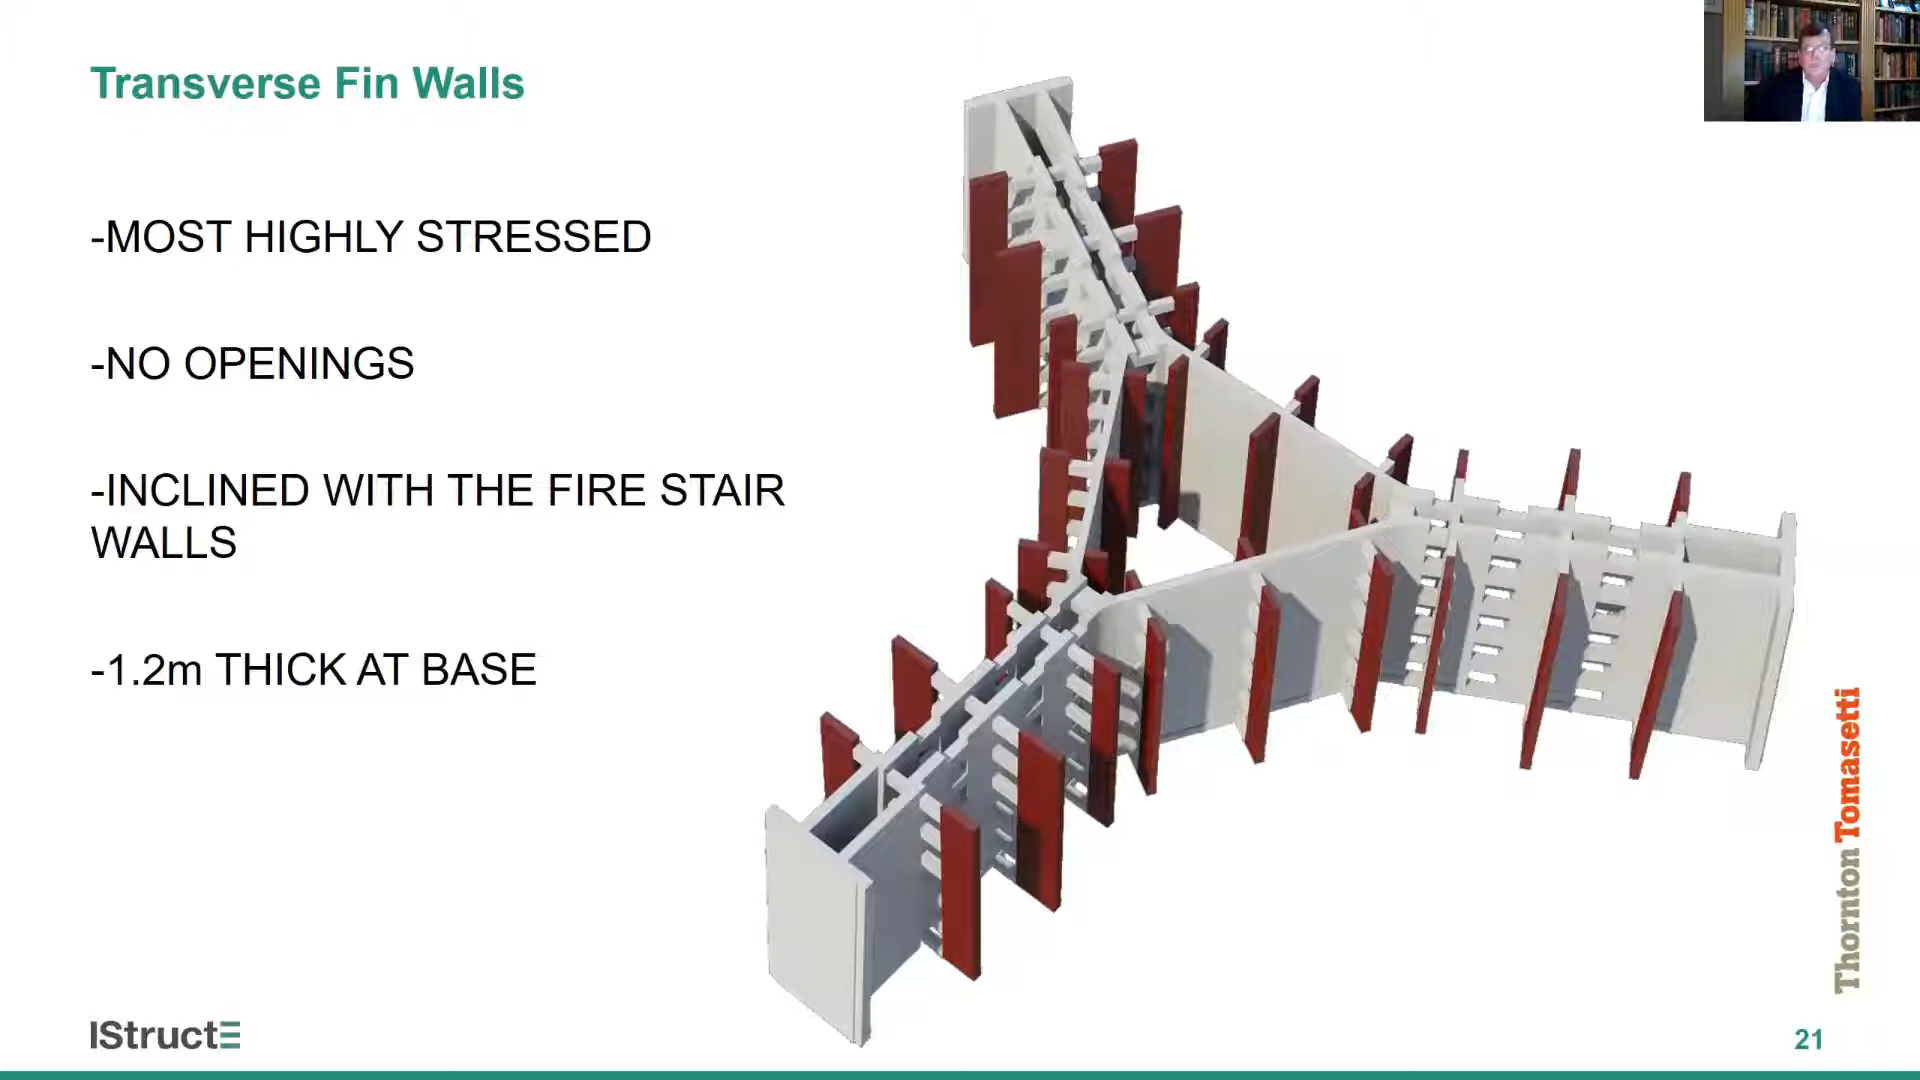 Transverse Fin Walls
-MOST HIGHLY STRESSED
-NO OPENINGS
-INCLINED WITH THE FIRE STAIR
WALLS
-1.2m THICK AT BASE
Thornton Tomasetti
IStructE
21